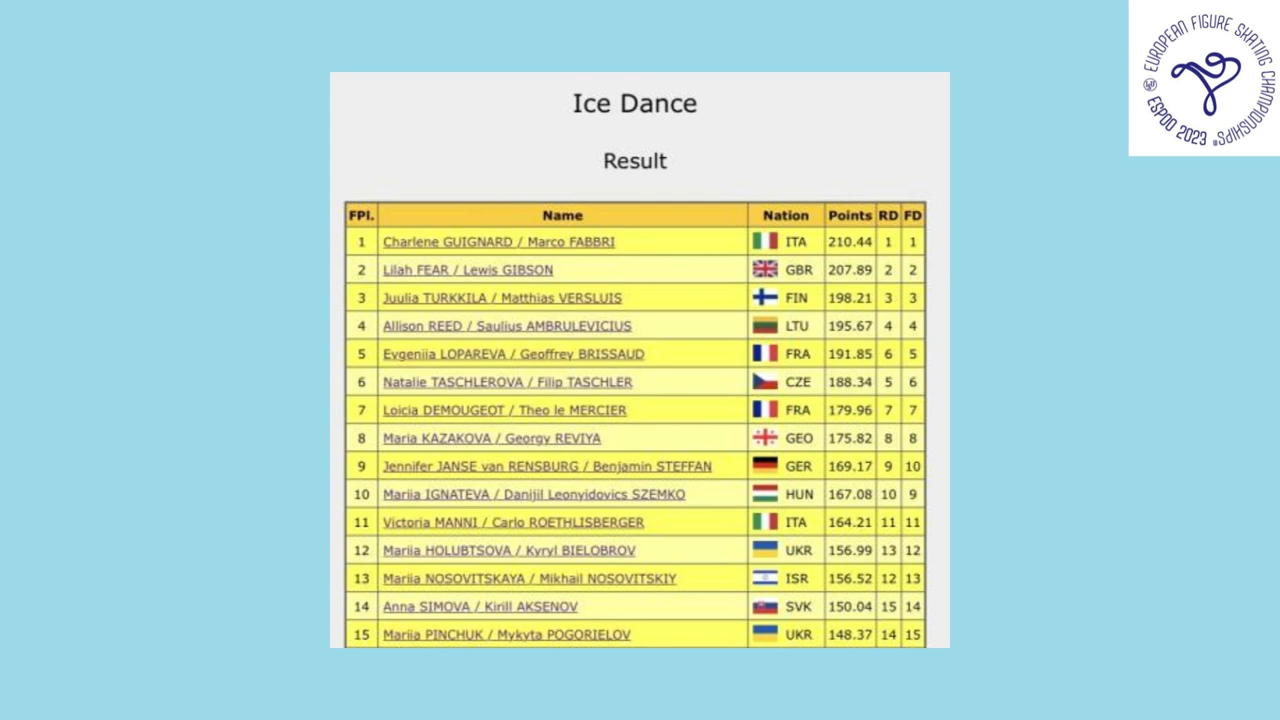 EUROPEAN FIGURE SKATING CHAMPIONSHIPS
ESPOO 2023
Ice Dance
Result
FPl. Name Nation Points RD FD
1 Charlene GUIGNARD / Marco FABBRI ITA 210.44 1 1
2 Lilah FEAR / Lewis GIBSON GBR 207.89 2 2
3 Juulia TURKKILA / Matthias VERSLUIS FIN 198.21 3 3
4 Allison REED / Saulius AMBRULEVICIUS LTU 195.67 4 4
5 Evgeniia LOPAREVA / Geoffrey BRISSAUD FRA 191.85 6 5
6 Natalie TASCHLEROVA / Filip TASCHLER CZE 188.34 5 6
7 Loicia DEMOUGEOT / Theo le MERCIER FRA 179.96 7 7
8 Maria KAZAKOVA / Georgy REVIYA GEO 175.82 8 8
9 Jennifer JANSE van RENSBURG / Benjamin STEFFAN GER 169.17 9 10
10 Mariia IGNATEVA / Danijil Leonyidovics SZEMKO HUN 167.08 10 9
11 Victoria MANNI / Carlo ROETHLISBERGER ITA 164.21 11 11
12 Mariia HOLUBTSOVA / Kyryl BIELOBROV UKR 156.99 13 12
13 Mariia NOSOVITSKAYA / Mikhail NOSOVITSKIY ISR 156.52 12 13
14 Anna SIMOVA / Kirill AKSENOV SVK 150.04 15 14
15 Mariia PINCHUK / Mykyta POGORIELOV UKR 148.37 14 15